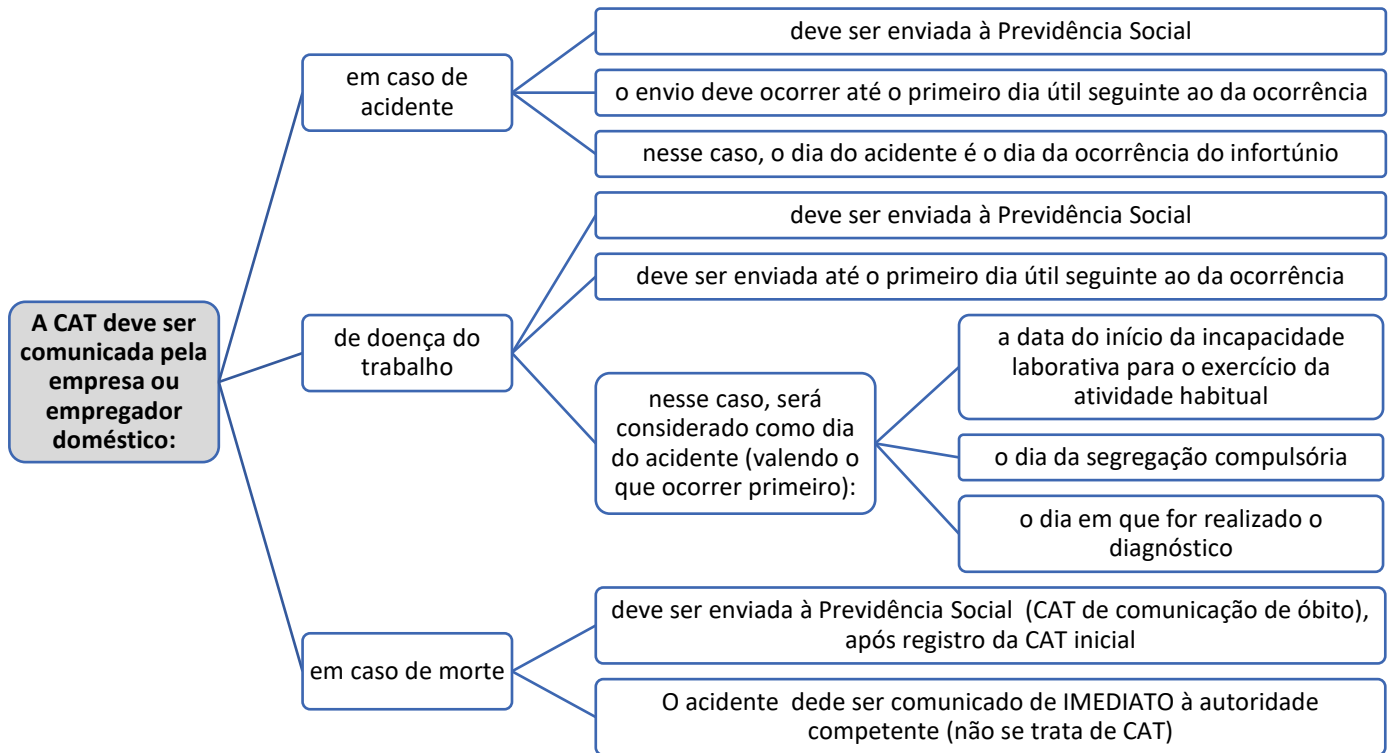 A CAT deve ser
comunicada pela
empresa ou
empregador
doméstico:
em caso de
acidente
deve ser enviada à Previdência Social
o envio deve ocorrer até o primeiro dia útil seguinte ao da ocorrência
nesse caso, o dia do acidente é o dia da ocorrência do infortúnio
de doença do
trabalho
deve ser enviada à Previdência Social
deve ser enviada até o primeiro dia útil seguinte ao da ocorrência
nesse caso, será
considerado como dia
do acidente (valendo o
que ocorrer primeiro):
a data do início da incapacidade
laborativa para o exercício da
atividade habitual
o dia da segregação compulsória
o dia em que for realizado o
diagnóstico
em caso de morte
deve ser enviada à Previdência Social (CAT de comunicação de óbito),
após registro da CAT inicial
O acidente dede ser comunicado de IMEDIATO à autoridade
competente (não se trata de CAT)